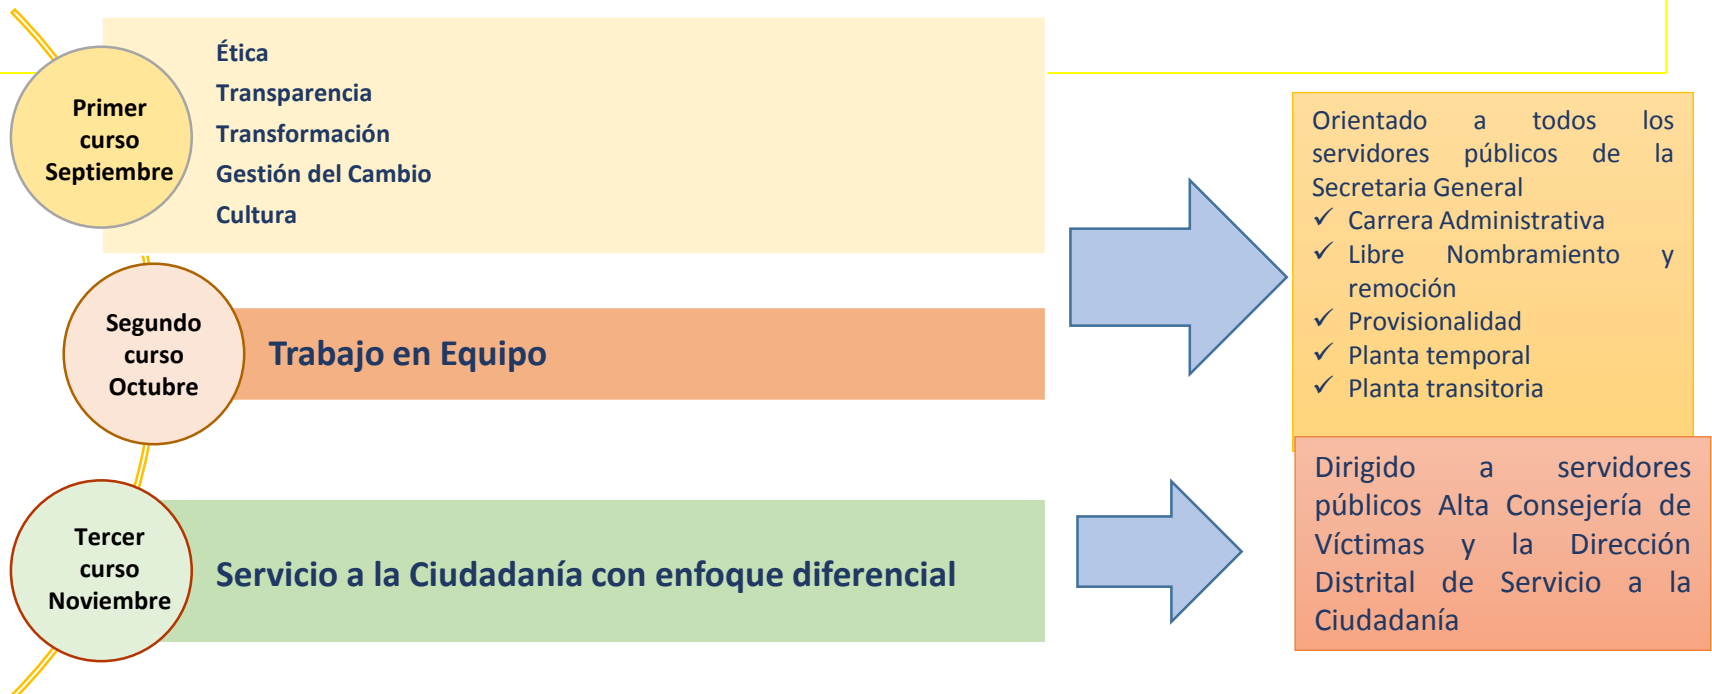 Primer
curso
Septiembre
Ética
Transparencia
Transformación
Gestión del Cambio
Cultura
Segundo
curso
Octubre
Trabajo en Equipo
Tercer
curso
Noviembre
Servicio a la Ciudadanía con enfoque diferencial
Orientado a todos los
servidores públicos de la
Secretaria General
✓ Carrera Administrativa
✓ Libre Nombramiento y
remoción
✓ Provisionalidad
✓ Planta temporal
✓ Planta transitoria
Dirigido a servidores
públicos Alta Consejería de
Víctimas y la Dirección
Distrital de Servicio a la
Ciudadanía